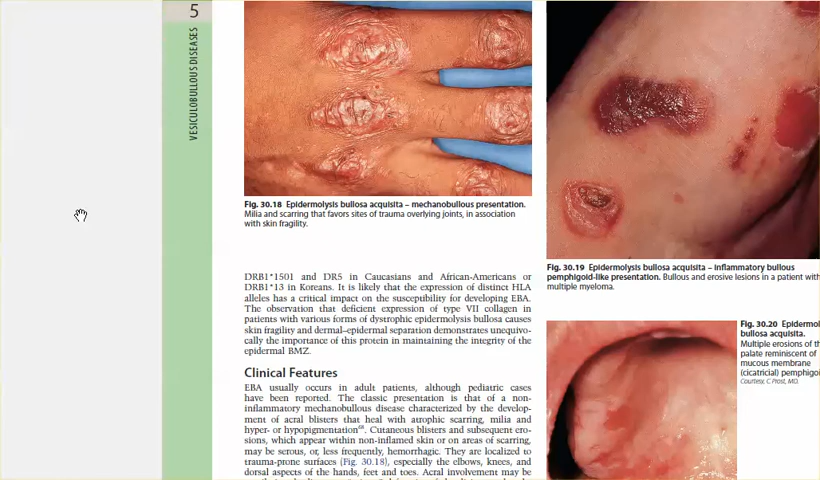 5
VESICULOBULLOUS DISEASES
Fig. 30.18 Epidermolysis bullosa acquisita – mechanobullous presentation.
Milia and scarring that favors sites of trauma overlying joints, in association
with skin fragility.
DRB1*1501 and DR5 in Caucasians and African-Americans or
DRB1*13 in Koreans. It is likely that the expression of distinct HLA
alleles has a critical impact on the susceptibility for developing EBA.
The observation that deficient expression of type VII collagen in
patients with various forms of dystrophic epidermolysis bullosa causes
skin fragility and dermal–epidermal separation demonstrates unequivo-
cally the importance of this protein in maintaining the integrity of the
epidermal BMZ.
Clinical Features
EBA usually occurs in adult patients, although pediatric cases
have been reported. The classic presentation is that of a non-
inflammatory mechanobullous disease characterized by the develop-
ment of acral blisters that heal with atrophic scarring, milia and
hyper- or hypopigmentation⁶⁸. Cutaneous blisters and subsequent ero-
sions, which appear within non-inflamed skin or on areas of scarring,
may be serous, or, less frequently, hemorrhagic. They are localized to
trauma-prone surfaces (Fig. 30.18), especially the elbows, knees, and
dorsal aspects of the hands, feet and toes. Acral involvement may be
Fig. 30.19 Epidermolysis bullosa acquisita – inflammatory bullous
pemphigoid-like presentation. Bullous and erosive lesions in a patient with
multiple myeloma.
Fig. 30.20 Epidermol
bullosa acquisita.
Multiple erosions of th
palate reminiscent of
mucous membrane
(cicatricial) pemphigoi
Courtesy, C Prost, MD.